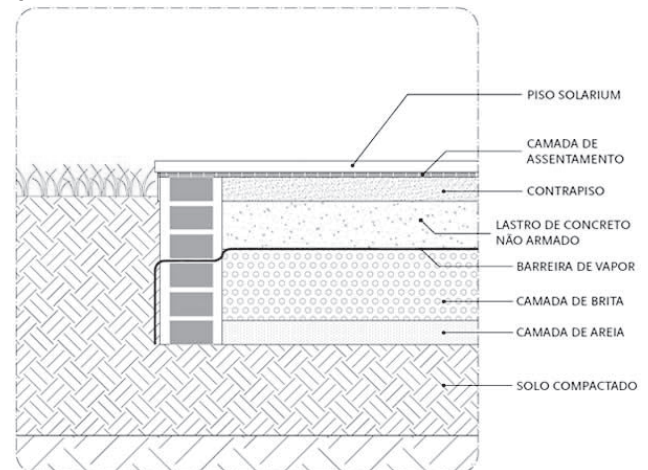 PISO SOLARIUM
CAMADA DE
ASSENTAMENTO
CONTRAPISO
LASTRO DE CONCRETO
NÃO ARMADO
BARREIRA DE VAPOR
CAMADA DE BRITA
CAMADA DE AREIA
SOLO COMPACTADO